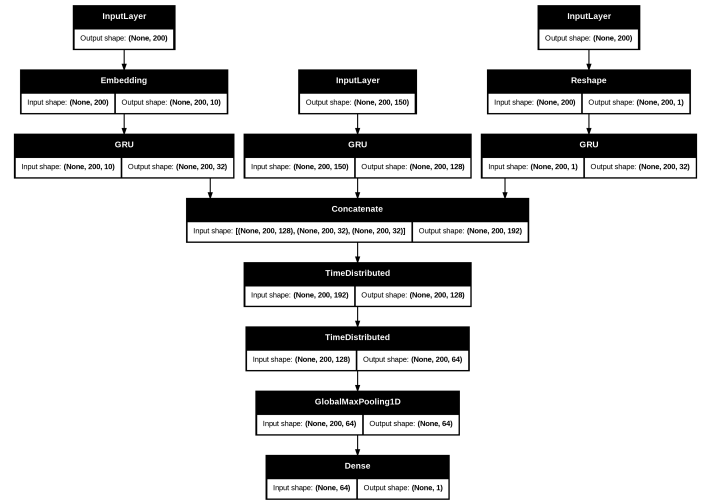 InputLayer
Output shape: (None, 200)
InputLayer
Output shape: (None, 200)
Embedding
Input shape: (None, 200) Output shape: (None, 200, 10)
InputLayer
Output shape: (None, 200, 150)
Reshape
Input shape: (None, 200) Output shape: (None, 200, 1)
GRU
Input shape: (None, 200, 10) Output shape: (None, 200, 32)
GRU
Input shape: (None, 200, 150) Output shape: (None, 200, 128)
GRU
Input shape: (None, 200, 1) Output shape: (None, 200, 32)
Concatenate
Input shape: [(None, 200, 128), (None, 200, 32), (None, 200, 32)] Output shape: (None, 200, 192)
TimeDistributed
Input shape: (None, 200, 192) Output shape: (None, 200, 128)
TimeDistributed
Input shape: (None, 200, 128) Output shape: (None, 200, 64)
GlobalMaxPooling1D
Input shape: (None, 200, 64) Output shape: (None, 64)
Dense
Input shape: (None, 64) Output shape: (None, 1)